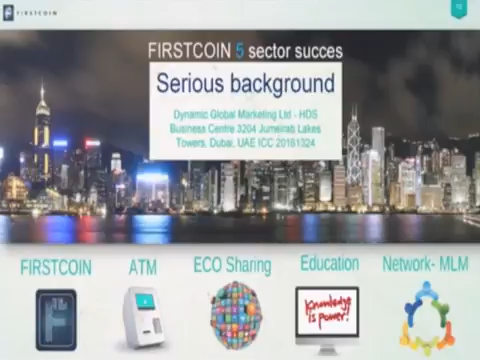 FIRSTCOIN
FIRSTCOIN 5 sector succes
Serious background
Dynamic Global Marketing Ltd - HDS
Business Centre 3204 Jumeirab Lakes
Towers, Dubai, UAE ICC 20161324
FIRSTCOIN
ATM
ECO Sharing
Education
Network- MLM
Knowledge
is power!